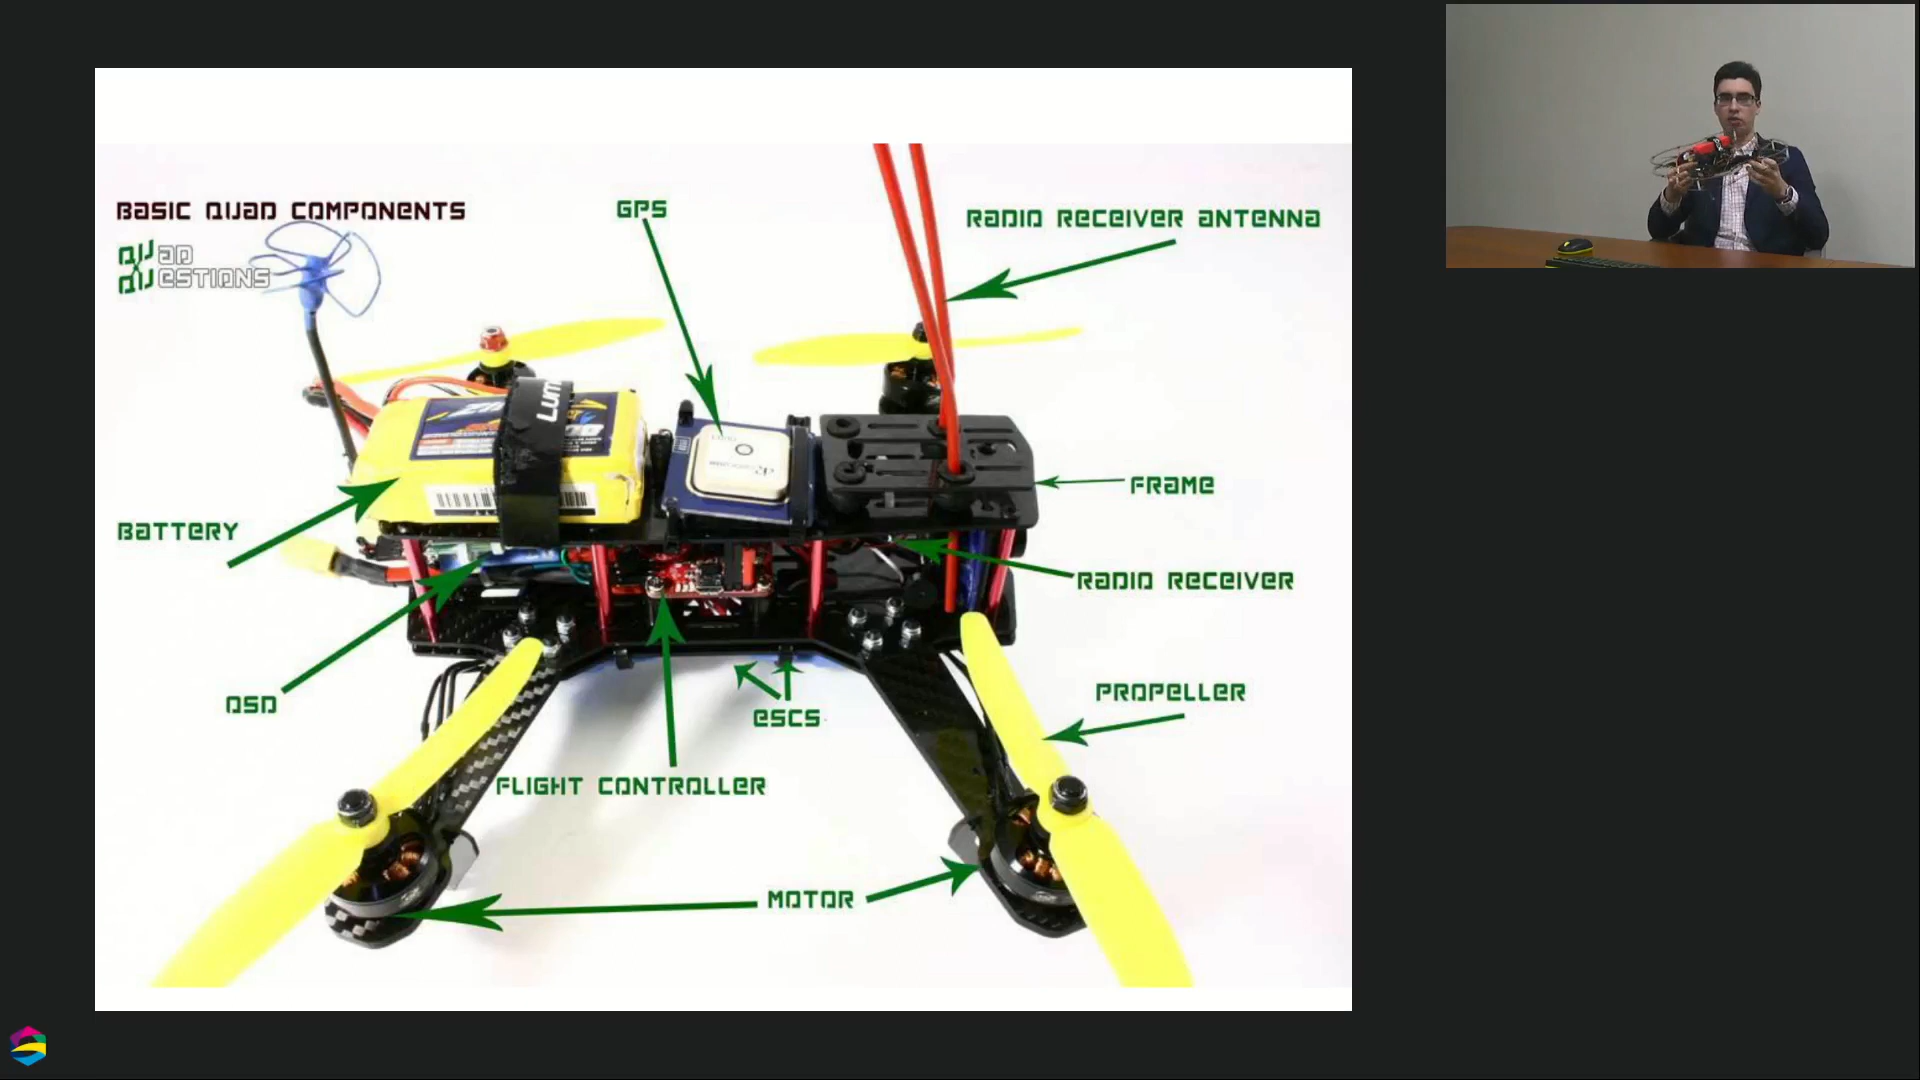 BASIC QUAD COMPONENTS
QUAD
QUESTIONS
GPS
RADIO RECEIVER ANTENNA
FRAME
BATTERY
RADIO RECEIVER
OSD
PROPELLER
ESCS
FLIGHT CONTROLLER
MOTOR